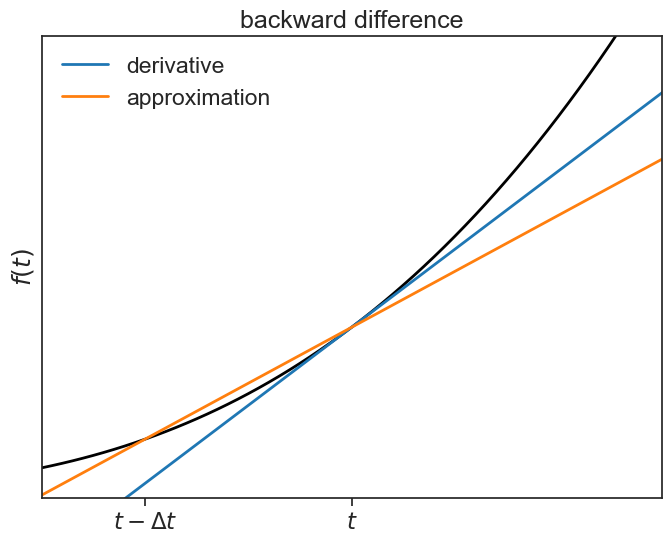 backward difference
derivative
approximation
f(t)
t − Δt
t